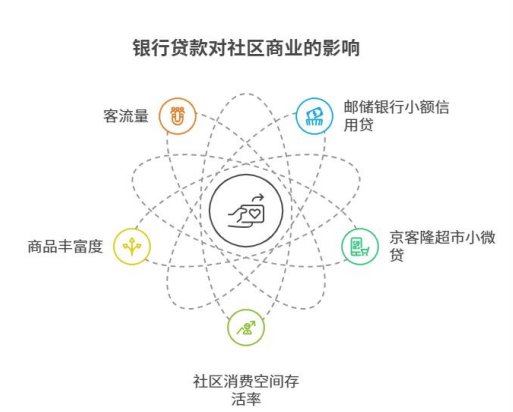 银行贷款对社区商业的影响
客流量
邮储银行小额信
用贷
商品丰富度
京客隆超市小微
贷
社区消费空间存
活率